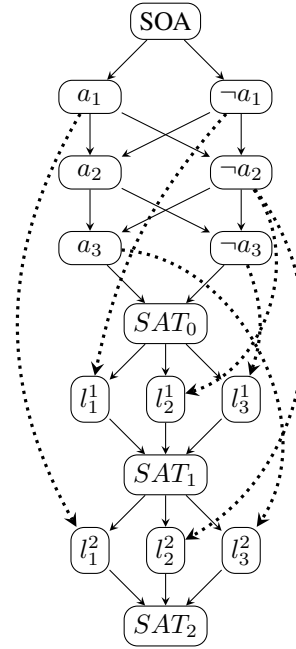 SOA
a₁ ¬a₁
a₂ ¬a₂
a₃ ¬a₃
SAT₀
l₁¹ l₂¹ l₃¹
SAT₁
l₁² l₂² l₃²
SAT₂